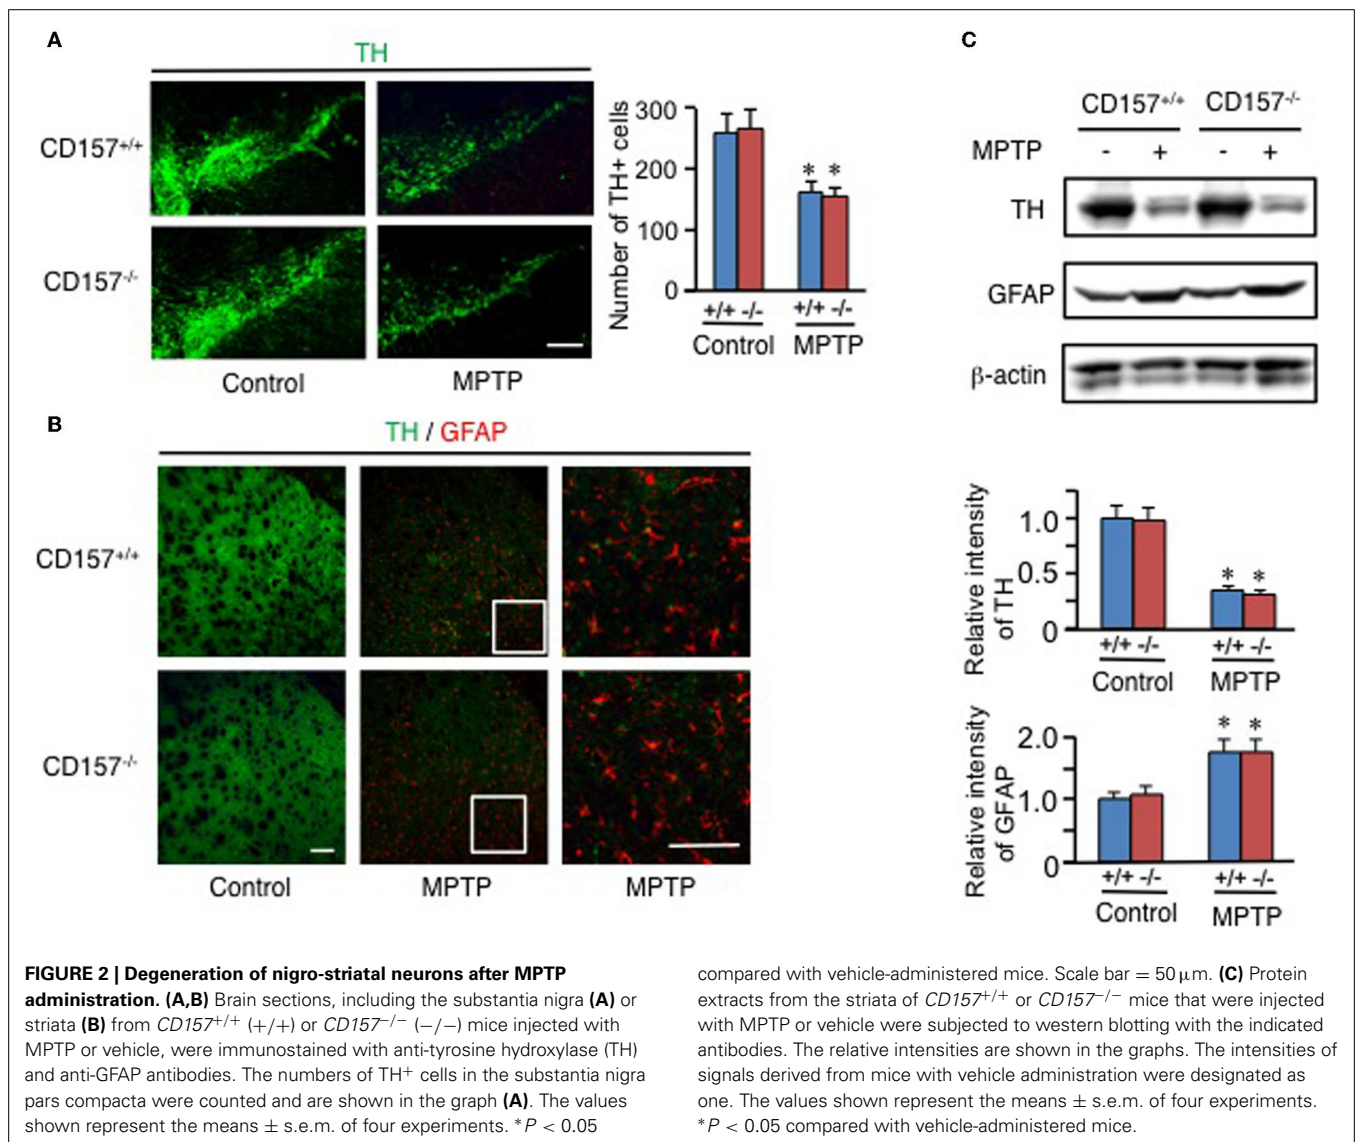 A
TH
CD157+/+
CD157-/-
Control
MPTP
Number of TH+ cells
300
200
100
0
* *
+/+ -/-
+/+ -/-
Control
MPTP
B
TH / GFAP
CD157+/+
CD157-/-
Control
MPTP
MPTP
C
CD157+/+ CD157-/-
MPTP - + - +
TH
GFAP
β-actin
Relative intensity
of TH
1.0
0.5
0
* *
+/+ -/-
+/+ -/-
Control
MPTP
Relative intensity
of GFAP
2.0
1.0
0
* *
+/+ -/-
+/+ -/-
Control
MPTP
FIGURE 2 | Degeneration of nigro-striatal neurons after MPTP
administration. (A,B) Brain sections, including the substantia nigra (A) or
striata (B) from CD157+/+ (+/+) or CD157−/− (−/−) mice injected with
MPTP or vehicle, were immunostained with anti-tyrosine hydroxylase (TH)
and anti-GFAP antibodies. The numbers of TH+ cells in the substantia nigra
pars compacta were counted and are shown in the graph (A). The values
shown represent the means ± s.e.m. of four experiments. *P < 0.05
compared with vehicle-administered mice. Scale bar = 50 μm. (C) Protein
extracts from the striata of CD157+/+ or CD157−/− mice that were injected
with MPTP or vehicle were subjected to western blotting with the indicated
antibodies. The relative intensities are shown in the graphs. The intensities of
signals derived from mice with vehicle administration were designated as
one. The values shown represent the means ± s.e.m. of four experiments.
*P < 0.05 compared with vehicle-administered mice.